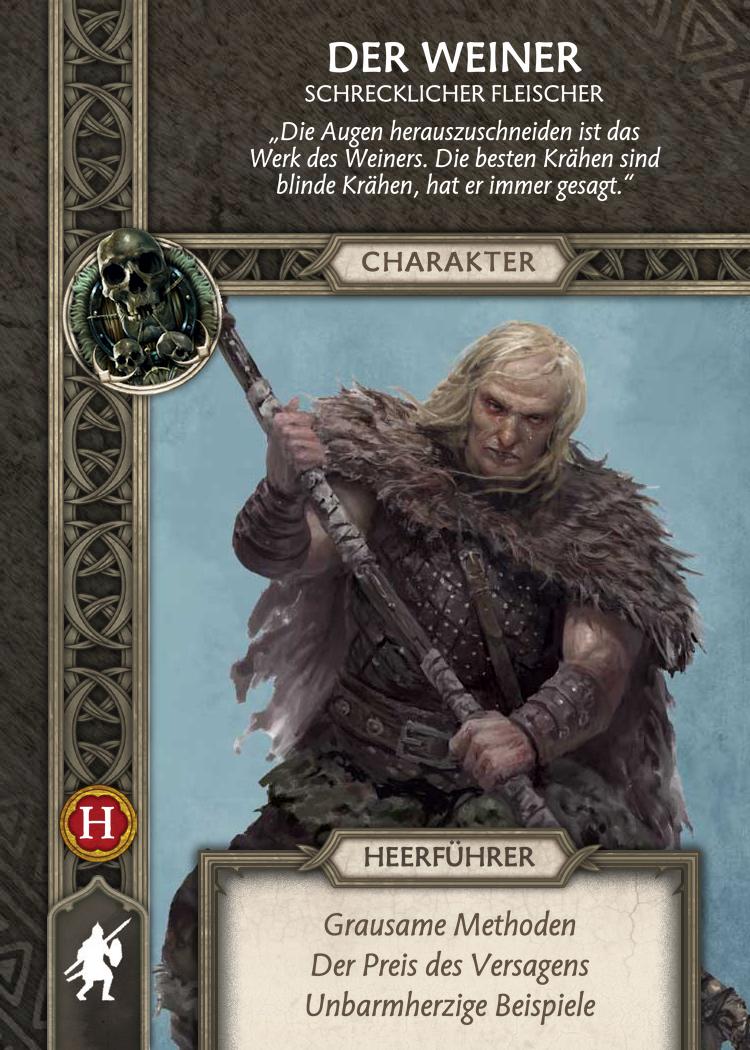 DER WEINER
SCHRECKLICHER FLEISCHER
„Die Augen herauszuschneiden ist das
Werk des Weiners. Die besten Krähen sind
blinde Krähen, hat er immer gesagt.“
CHARAKTER
H
HEERFÜHRER
Grausame Methoden
Der Preis des Versagens
Unbarmherzige Beispiele